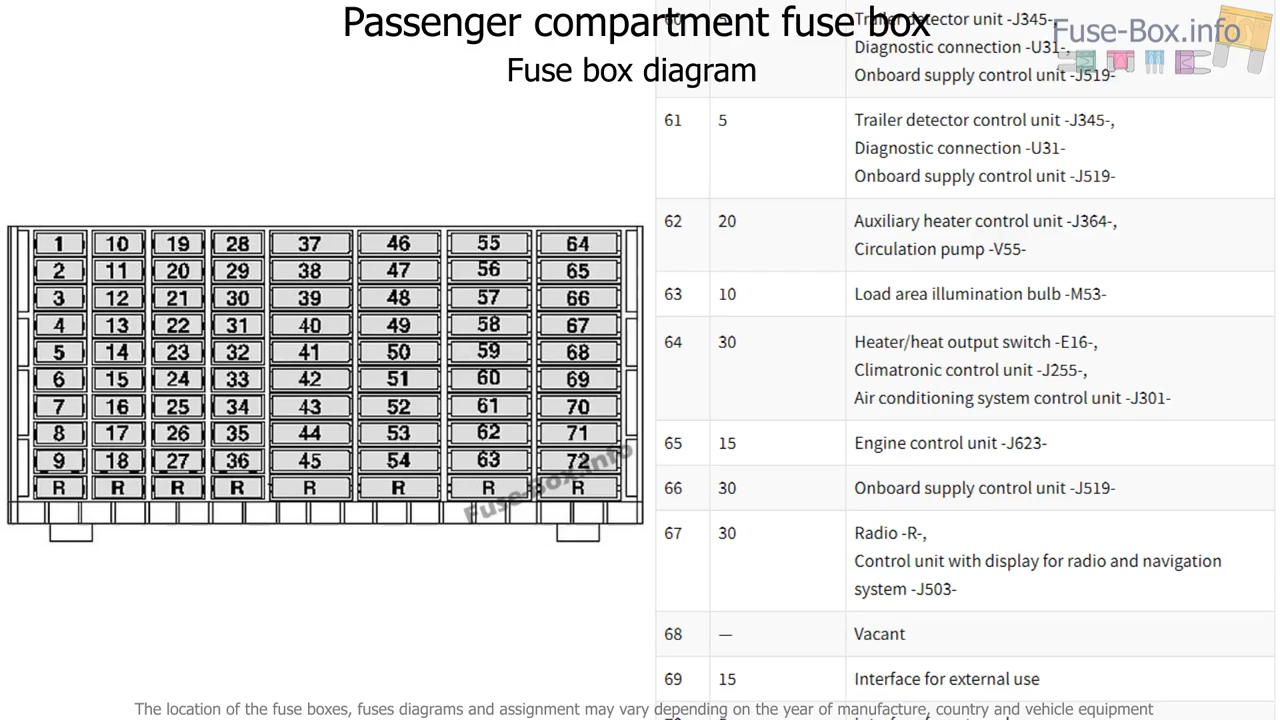 Passenger compartment fuse box
Fuse box diagram
Fuse-Box.info
1 10 19 28 37 46 55 64
2 11 20 29 38 47 56 65
3 12 21 30 39 48 57 66
4 13 22 31 40 49 58 67
5 14 23 32 41 50 59 68
6 15 24 33 42 51 60 69
7 16 25 34 43 52 61 70
8 17 26 35 44 53 62 71
9 18 27 36 45 54 63 72
R R R R R R R R
Fuse-Box.info
60 5 Trailer detector unit -J345-,
Diagnostic connection -U31-,
Onboard supply control unit -J519-
61 5 Trailer detector control unit -J345-,
Diagnostic connection -U31-
Onboard supply control unit -J519-
62 20 Auxiliary heater control unit -J364-,
Circulation pump -V55-
63 10 Load area illumination bulb -M53-
64 30 Heater/heat output switch -E16-,
Climatronic control unit -J255-,
Air conditioning system control unit -J301-
65 15 Engine control unit -J623-
66 30 Onboard supply control unit -J519-
67 30 Radio -R-,
Control unit with display for radio and navigation
system -J503-
68 — Vacant
69 15 Interface for external use
The location of the fuse boxes, fuses diagrams and assignment may vary depending on the year of manufacture, country and vehicle equipment